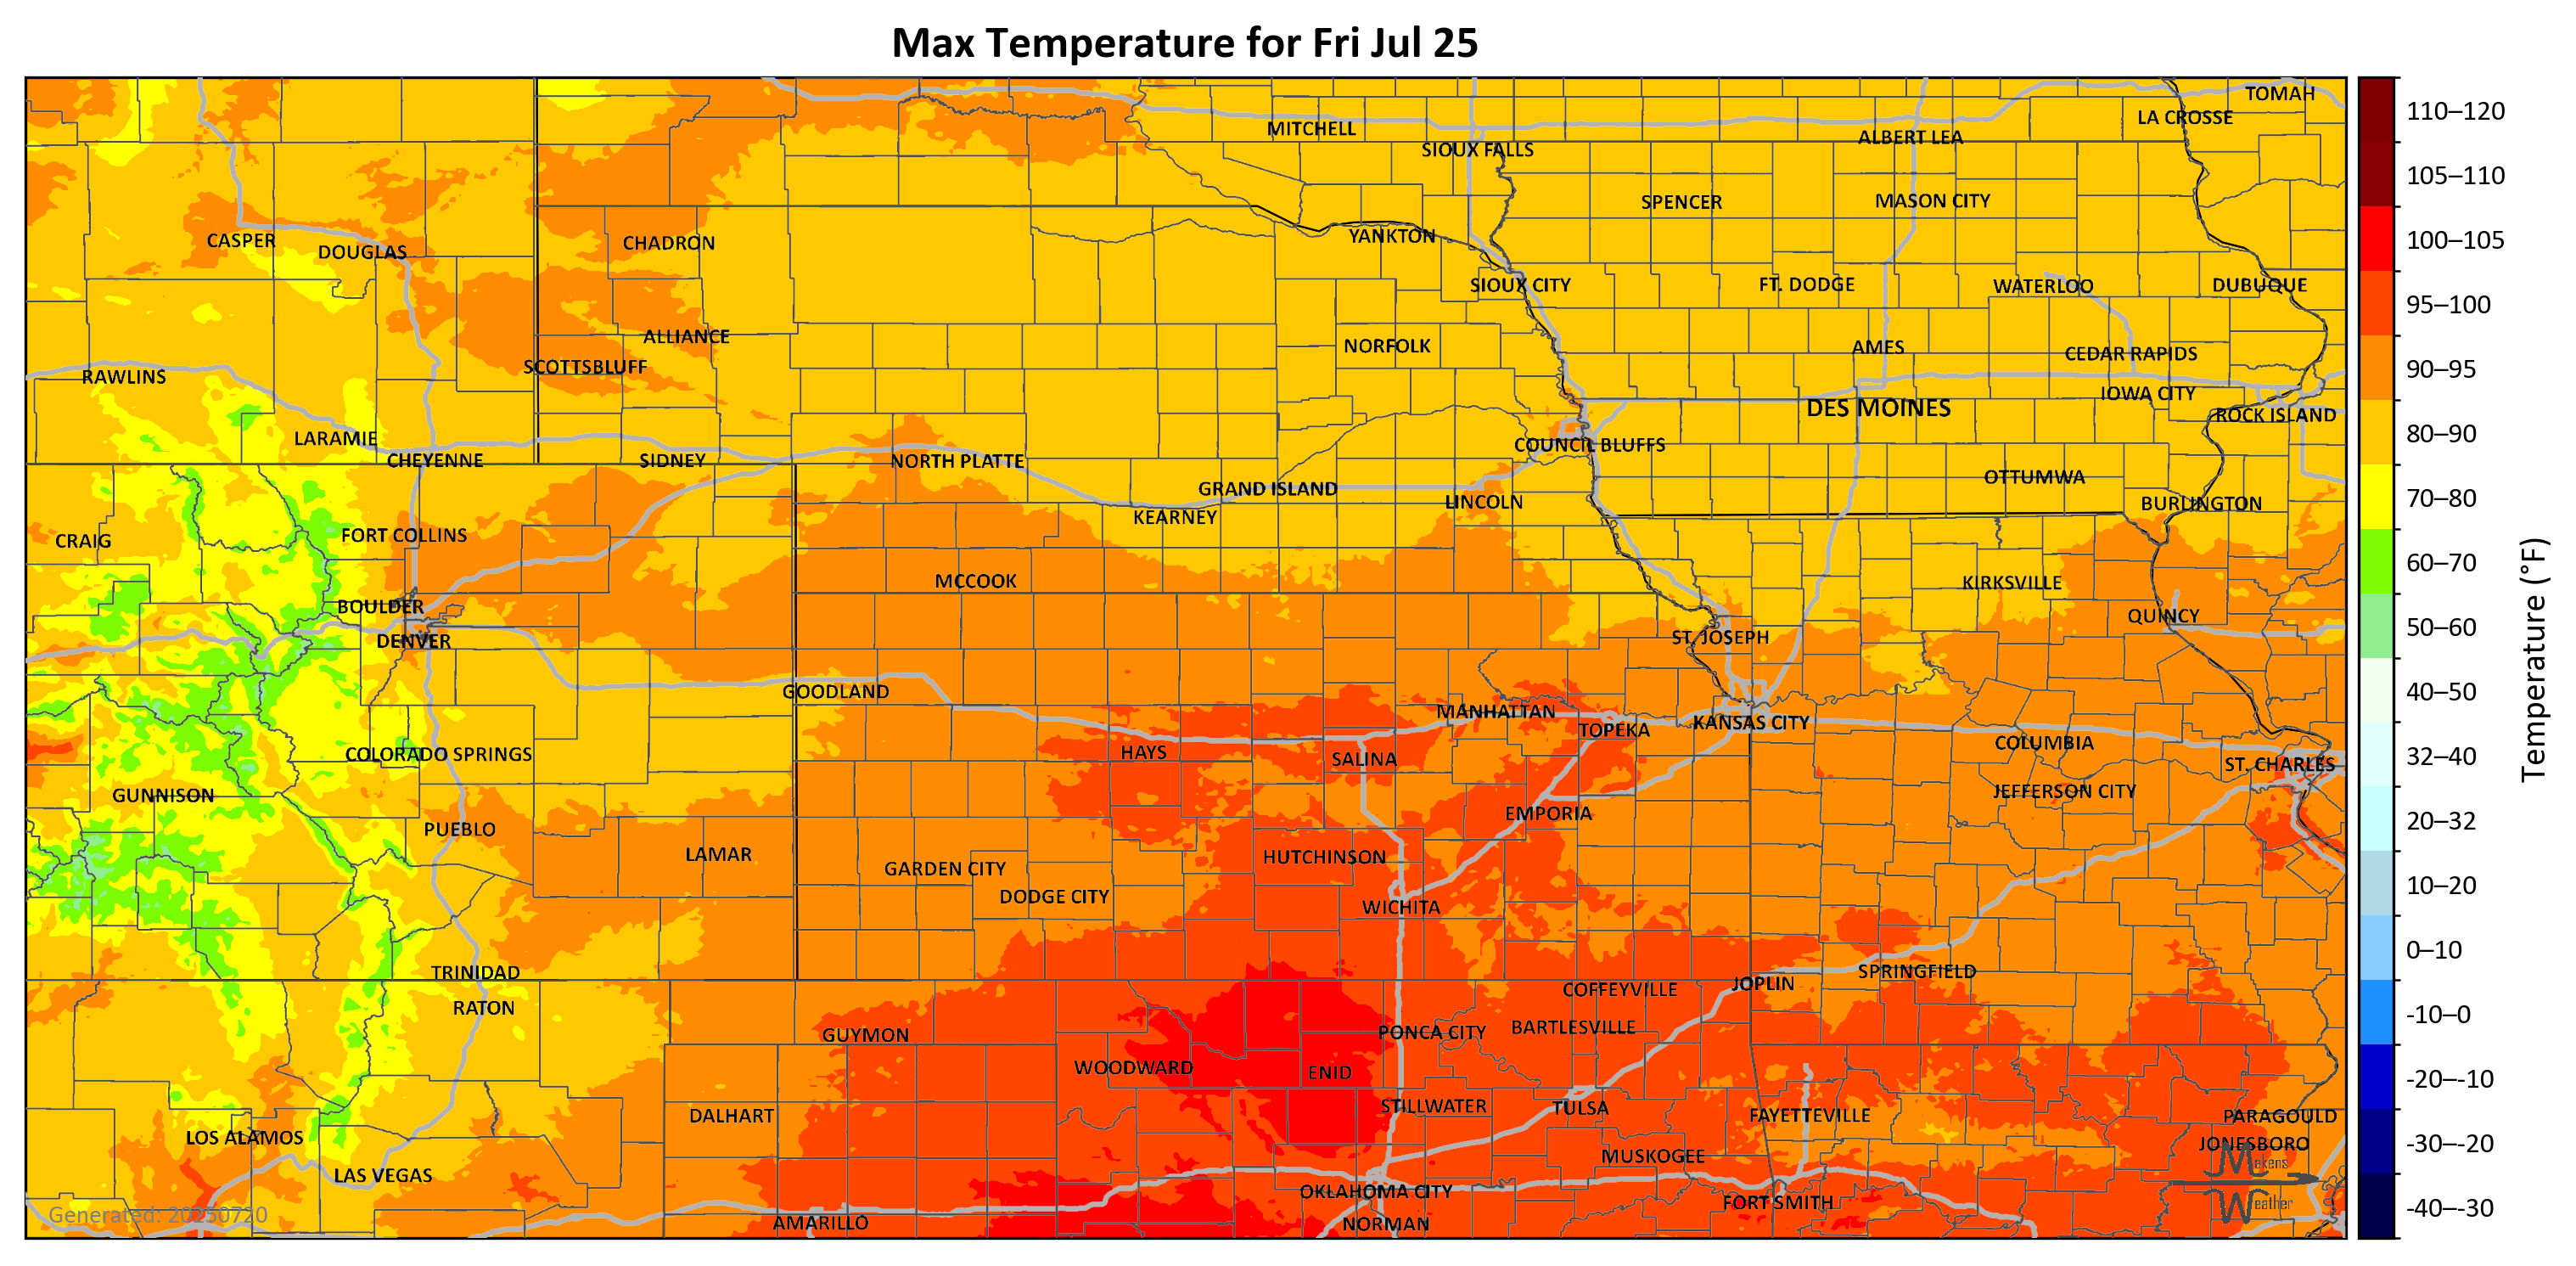 Max Temperature for Fri Jul 25
TOMAH
LA CROSSE
MITCHELL
ALBERT LEA
SIOUX FALLS
SPENCER
MASON CITY
YANKTON
CASPER
CHADRON
DOUGLAS
SIOUX CITY
FT. DODGE
WATERLOO
DUBUQUE
ALLIANCE
NORFOLK
AMES
CEDAR RAPIDS
SCOTTSBLUFF
RAWLINS
IOWA CITY
DES MOINES
ROCK ISLAND
LARAMIE
COUNCIL BLUFFS
CHEYENNE
SIDNEY
NORTH PLATTE
OTTUMWA
GRAND ISLAND
LINCOLN
BURLINGTON
KEARNEY
FORT COLLINS
CRAIG
MCCOOK
KIRKSVILLE
BOULDER
QUINCY
DENVER
ST. JOSEPH
GOODLAND
MANHATTAN
KANSAS CITY
TOPEKA
COLUMBIA
HAYS
COLORADO SPRINGS
SALINA
ST. CHARLES
GUNNISON
JEFFERSON CITY
EMPORIA
PUEBLO
LAMAR
HUTCHINSON
GARDEN CITY
DODGE CITY
WICHITA
TRINIDAD
SPRINGFIELD
JOPLIN
COFFEYVILLE
RATON
BARTLESVILLE
PONCA CITY
GUYMON
WOODWARD
ENID
STILLWATER
TULSA
DALHART
FAYETTEVILLE
PARAGOULD
LOS ALAMOS
JONESBORO
MUSKOGEE
LAS VEGAS
OKLAHOMA CITY
FORT SMITH
AMARILLO
NORMAN
Generated: 20250720
Makens
Weather
110–120
105–110
100–105
95–100
90–95
80–90
70–80
60–70
50–60
40–50
32–40
20–32
10–20
0–10
-10–0
-20–-10
-30–-20
-40–-30
Temperature (°F)